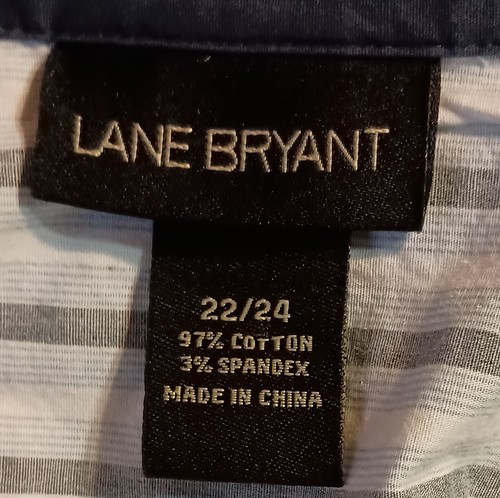 LANE BRYANT
22/24
97% COTTON
3% SPANDEX
MADE IN CHINA